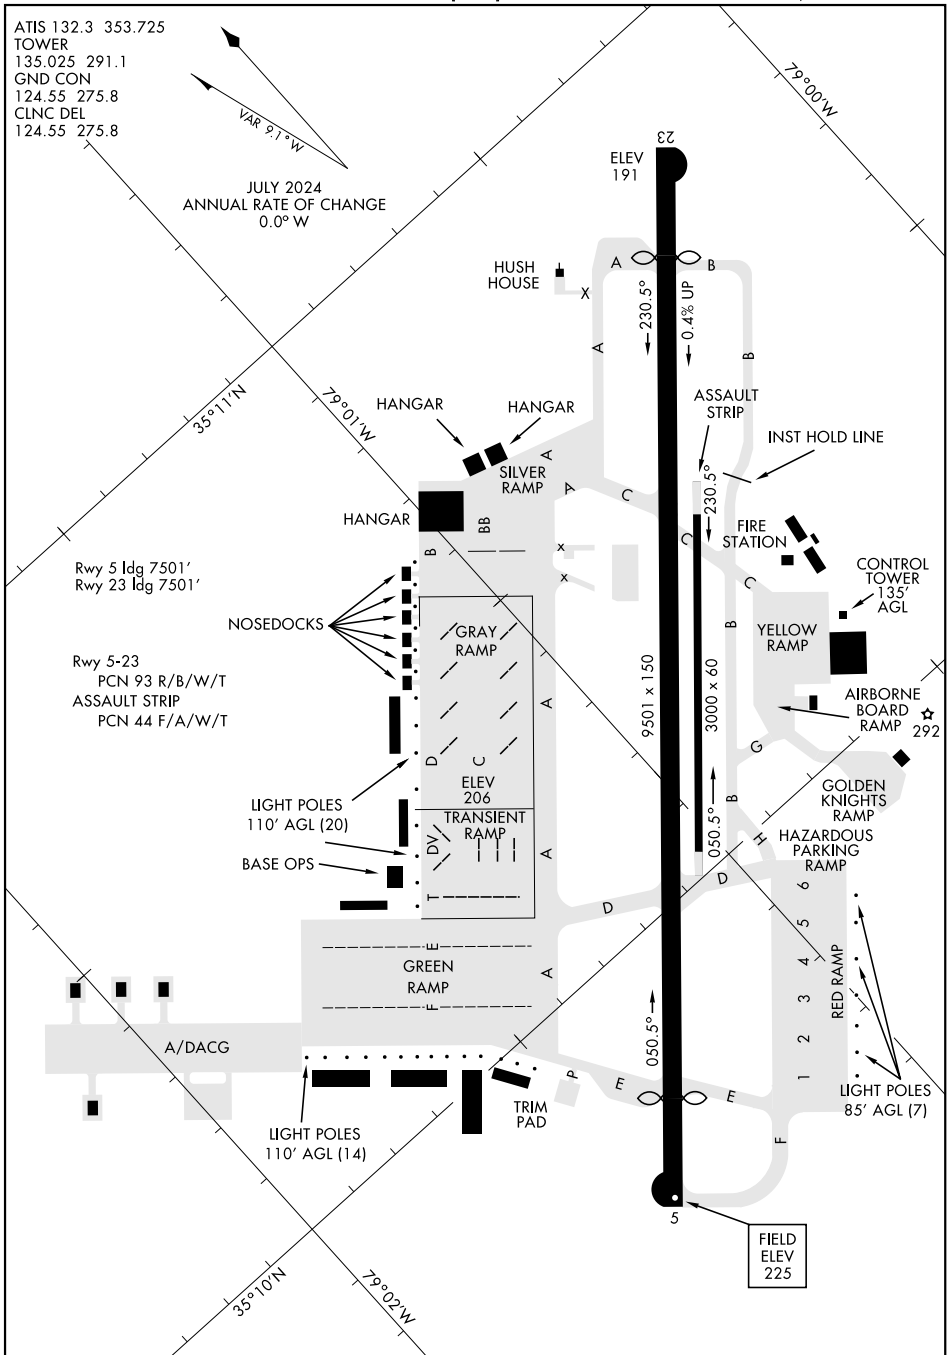 ATIS 132.3 353.725
TOWER
135.025 291.1
GND CON
124.55 275.8
CLNC DEL
124.55 275.8
VAR 9.1° W
JULY 2024
ANNUAL RATE OF CHANGE
0.0° W
79°00'W
23
ELEV
191
HUSH
HOUSE
X
A
B
230.5°
0.4% UP
A
B
35°11'N
79°01'W
HANGAR
HANGAR
ASSAULT
STRIP
INST HOLD LINE
SILVER
RAMP
A
A
C
230.5°
HANGAR
BB
B
C
FIRE
STATION
x
x
C
CONTROL
TOWER
135'
AGL
Rwy 5 ldg 7501'
Rwy 23 ldg 7501'
NOSEDOCKS
GRAY
RAMP
B
YELLOW
RAMP
Rwy 5-23
PCN 93 R/B/W/T
ASSAULT STRIP
PCN 44 F/A/W/T
9501 x 150
3000 x 60
A
AIRBORNE
BOARD
RAMP
292
G
D
C
ELEV
206
B
050.5°
GOLDEN
KNIGHTS
RAMP
LIGHT POLES
110' AGL (20)
TRANSIENT
RAMP
DV
A
H
HAZARDOUS
PARKING
RAMP
BASE OPS
T
D
D
6
5
4
3
2
1
RED RAMP
E
GREEN
RAMP
F
A
050.5°
A/DACG
P
E
E
TRIM
PAD
LIGHT POLES
85' AGL (7)
LIGHT POLES
110' AGL (14)
F
5
FIELD
ELEV
225
35°10'N
79°02'W